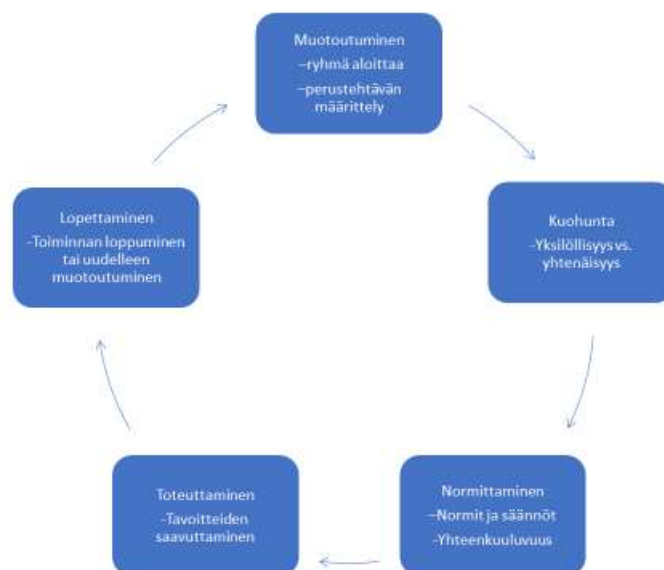 Muotoutuminen
–ryhmä aloittaa
–perustehtävän
määrittely
Kuohunta
-Yksilöllisyys vs.
yhtenäisyys
Normittaminen
–Normit ja säännöt
-Yhteenkuuluvuus
Toteuttaminen
-Tavoitteiden
saavuttaminen
Lopettaminen
-Toiminnan loppuminen
tai uudelleen
muotoutuminen